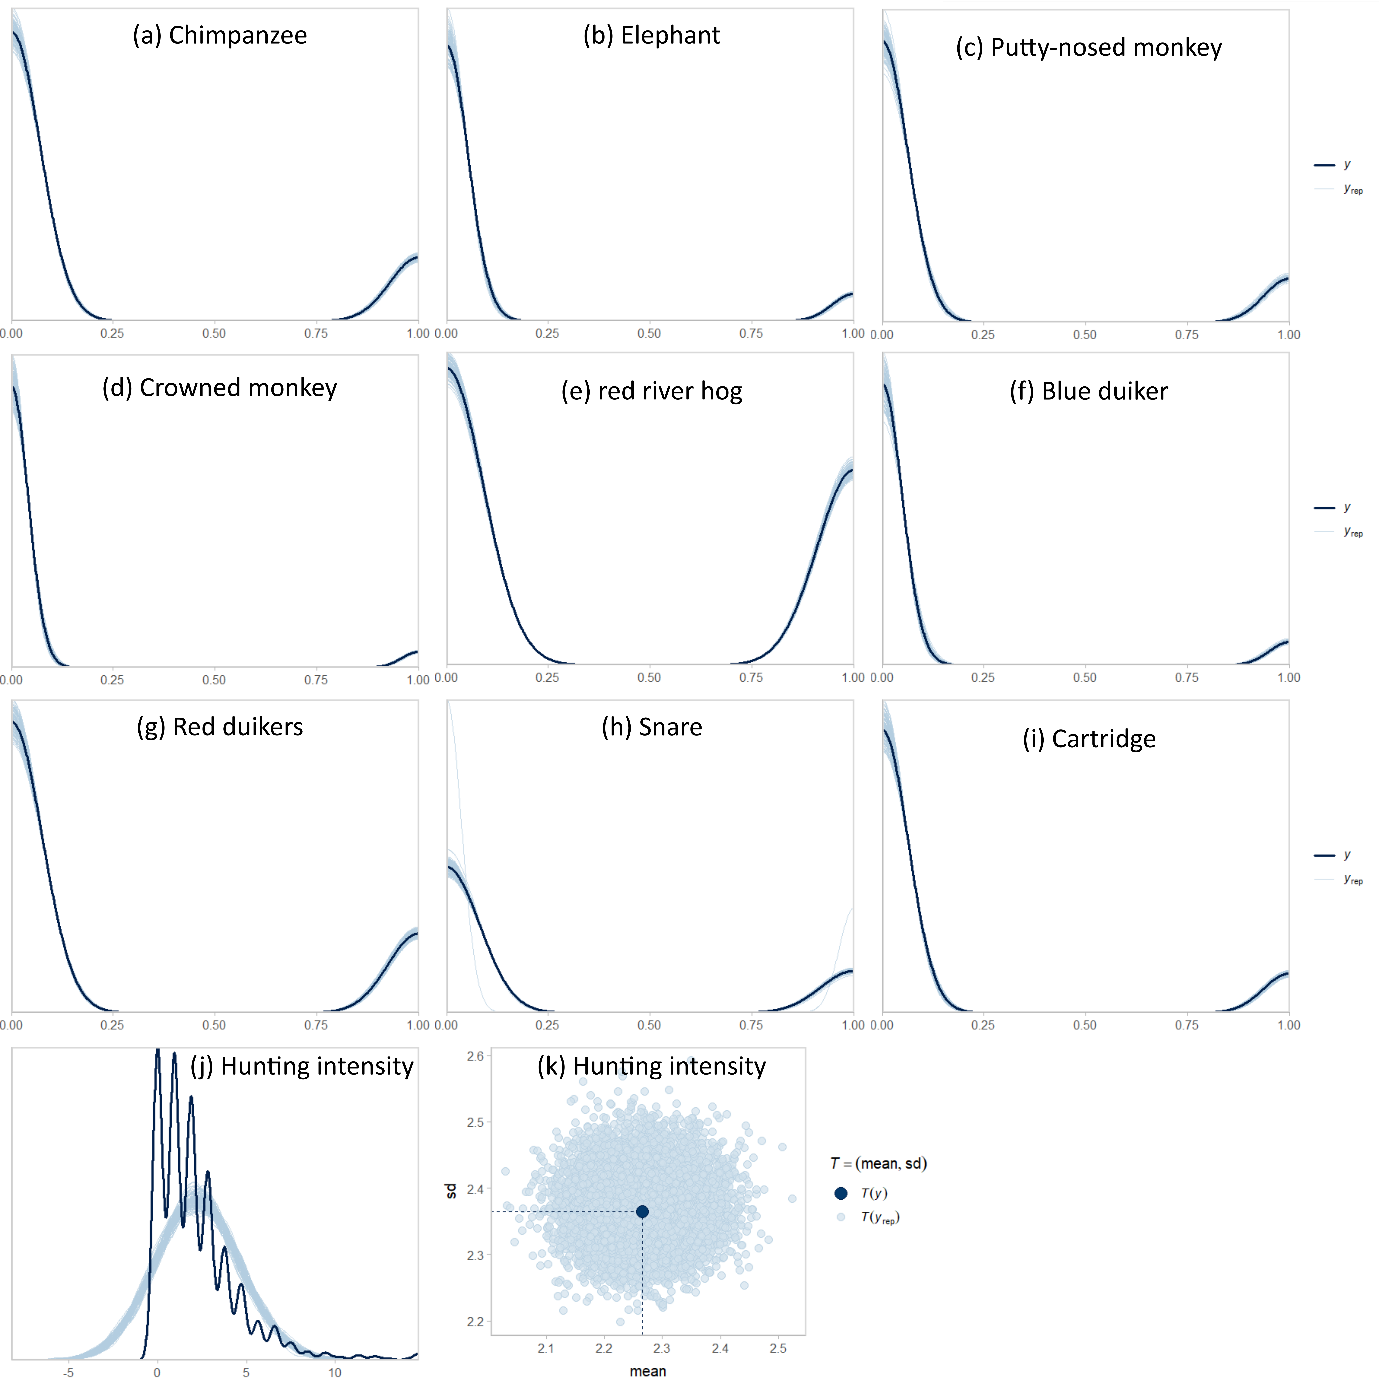 (a) Chimpanzee
(b) Elephant
(c) Putty-nosed monkey
y
yrep
0.00 0.25 0.50 0.75 1.00
0.00 0.25 0.50 0.75 1.00
0.00 0.25 0.50 0.75 1.00
(d) Crowned monkey
(e) red river hog
(f) Blue duiker
y
yrep
0.00 0.25 0.50 0.75 1.00
0.00 0.25 0.50 0.75 1.00
0.00 0.25 0.50 0.75 1.00
(g) Red duikers
(h) Snare
(i) Cartridge
y
yrep
0.00 0.25 0.50 0.75 1.00
0.00 0.25 0.50 0.75 1.00
0.00 0.25 0.50 0.75 1.00
(j) Hunting intensity
-5 0 5 10
(k) Hunting intensity
2.6
2.5
2.4
2.3
2.2
sd
2.1 2.2 2.3 2.4 2.5
mean
T = (mean, sd)
T(y)
T(yrep)